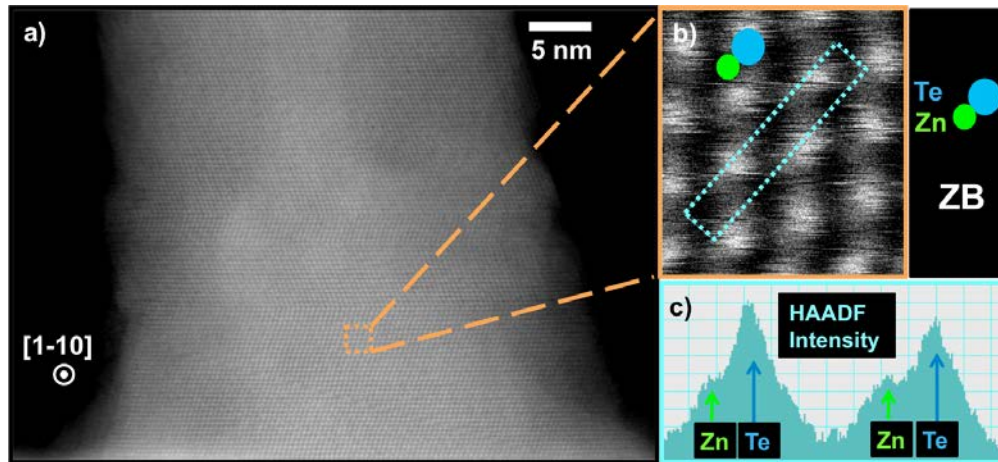 a)
5 nm
[1-10]
b)
Te
Zn
ZB
c)
HAADF
Intensity
Zn Te Zn Te